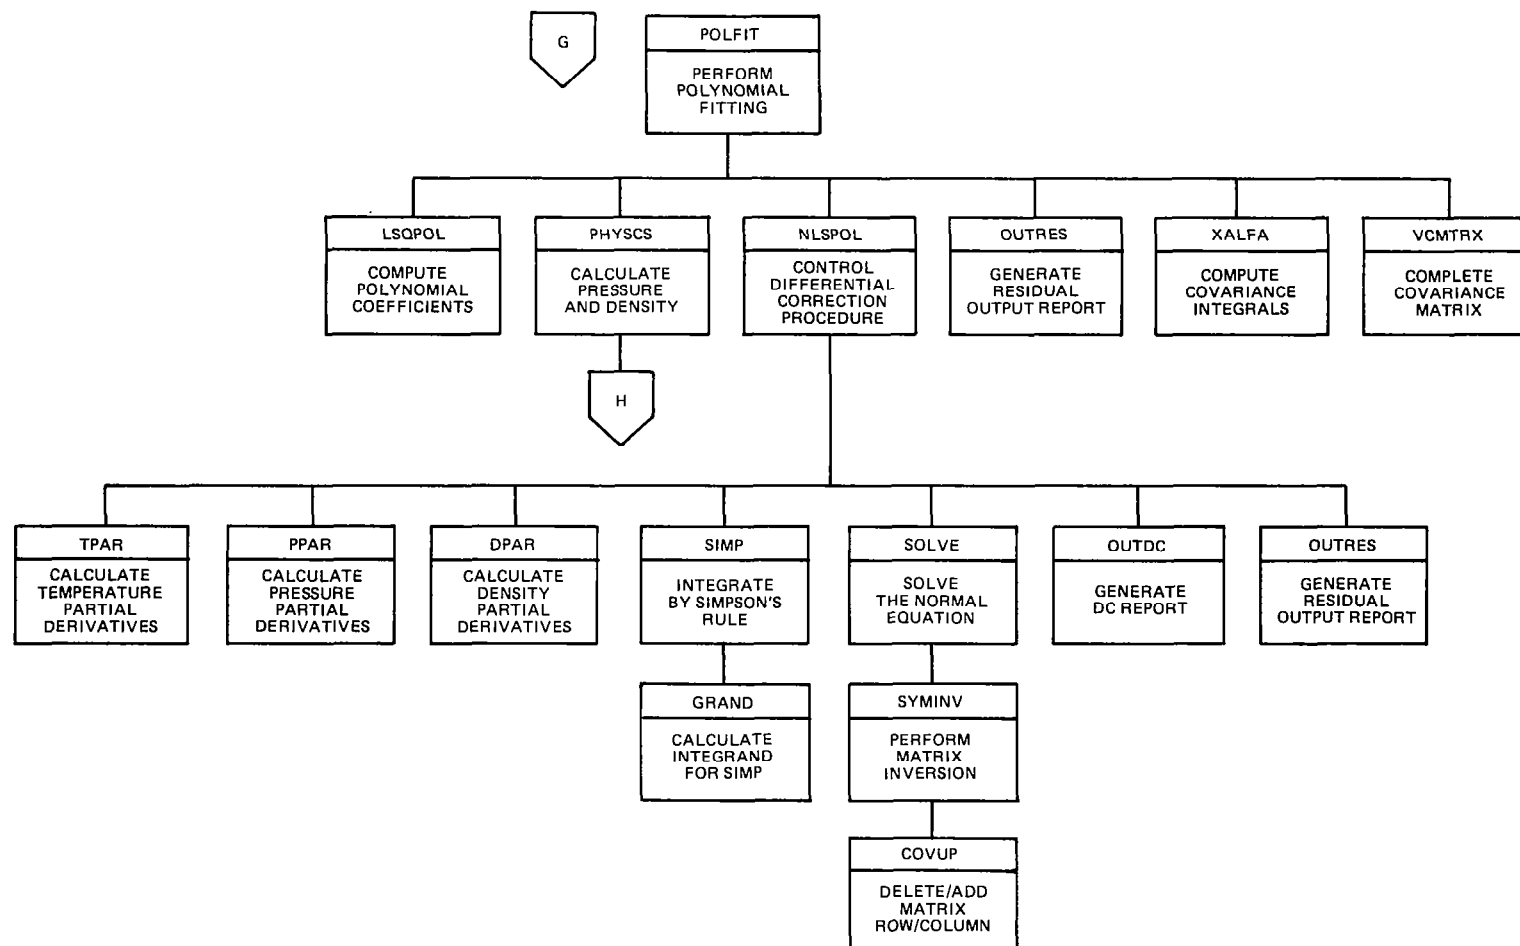 G
POLFIT
PERFORM
POLYNOMIAL
FITTING
LSQPOL
COMPUTE
POLYNOMIAL
COEFFICIENTS
PHYSCS
CALCULATE
PRESSURE
AND DENSITY
NLSPOL
CONTROL
DIFFERENTIAL
CORRECTION
PROCEDURE
OUTRES
GENERATE
RESIDUAL
OUTPUT REPORT
XALFA
COMPUTE
COVARIANCE
INTEGRALS
VCMTRX
COMPLETE
COVARIANCE
MATRIX
H
TPAR
CALCULATE
TEMPERATURE
PARTIAL
DERIVATIVES
PPAR
CALCULATE
PRESSURE
PARTIAL
DERIVATIVES
DPAR
CALCULATE
DENSITY
PARTIAL
DERIVATIVES
SIMP
INTEGRATE
BY SIMPSON'S
RULE
SOLVE
SOLVE
THE NORMAL
EQUATION
OUTDC
GENERATE
DC REPORT
OUTRES
GENERATE
RESIDUAL
OUTPUT REPORT
GRAND
CALCULATE
INTEGRAND
FOR SIMP
SYMINV
PERFORM
MATRIX
INVERSION
COVUP
DELETE/ADD
MATRIX
ROW/COLUMN